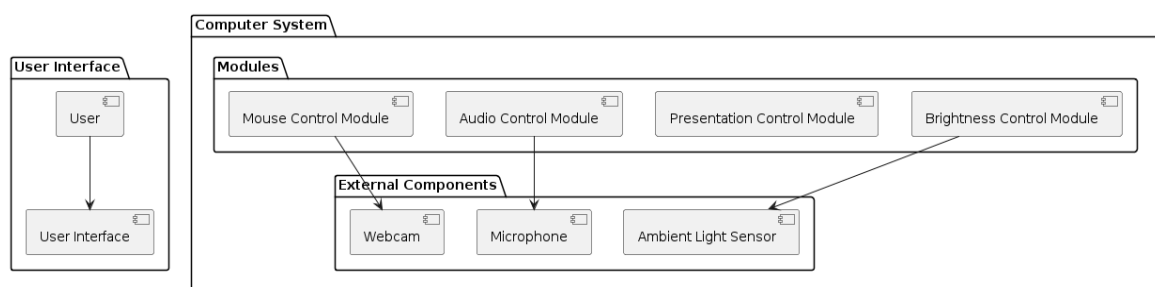 Computer System
User Interface
Modules
User
Mouse Control Module
Audio Control Module
Presentation Control Module
Brightness Control Module
External Components
User Interface
Webcam
Microphone
Ambient Light Sensor